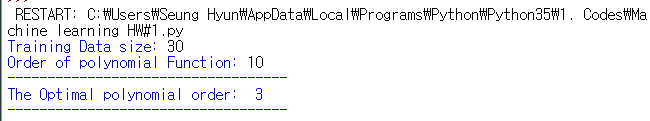 RESTART: C:₩Users₩Seung Hyun₩AppData₩Local₩Programs₩Python₩Python35₩1. Codes₩Ma
chine learning HW#1.py
Training Data size: 30
Order of polynomial Function: 10
-----------------------------------
The Optimal polynomial order:  3
-----------------------------------